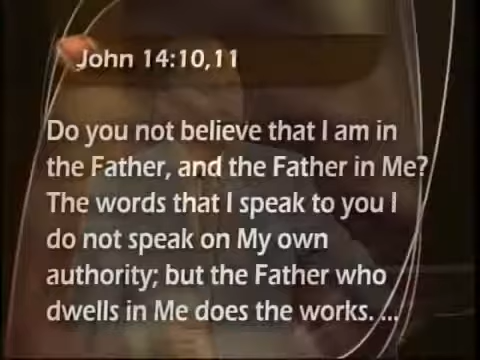 John 14:10,11
Do you not believe that I am in
the Father, and the Father in Me?
The words that I speak to you I
do not speak on My own
authority; but the Father who
dwells in Me does the works. ...